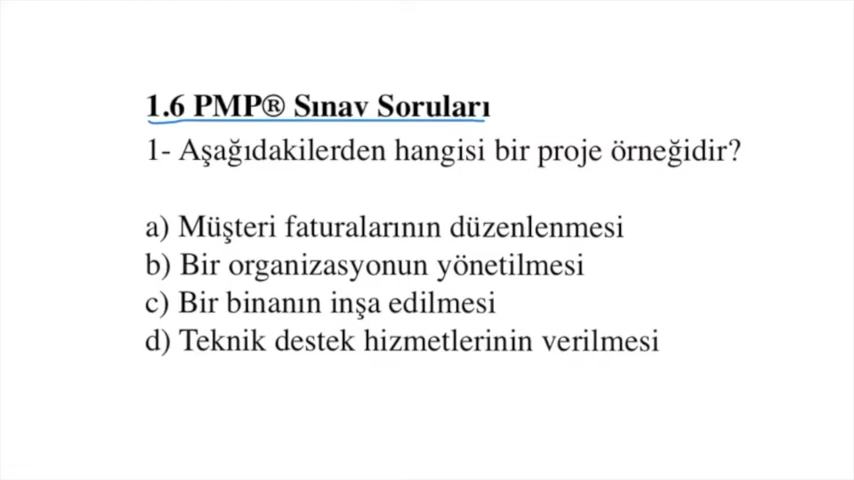 1.6 PMP® Sınav Soruları
1- Aşağıdakilerden hangisi bir proje örneğidir?
a) Müşteri faturalarının düzenlenmesi
b) Bir organizasyonun yönetilmesi
c) Bir binanın inşa edilmesi
d) Teknik destek hizmetlerinin verilmesi